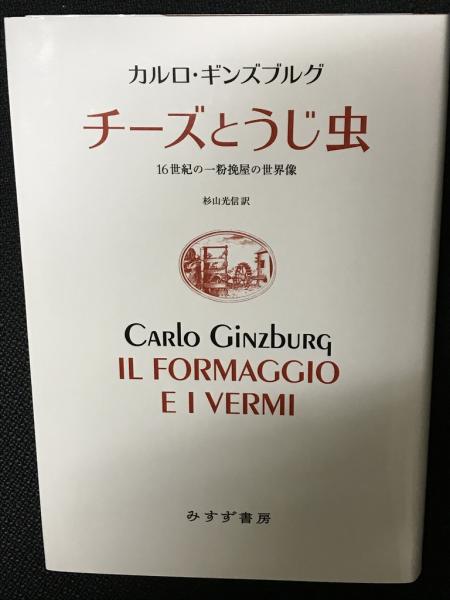 カルロ・ギンズブルグ
チーズとうじ虫
16世紀の一粉挽屋の世界像
杉山光信訳
CARLO GINZBURG
IL FORMAGGIO
E I VERMI
みすず書房